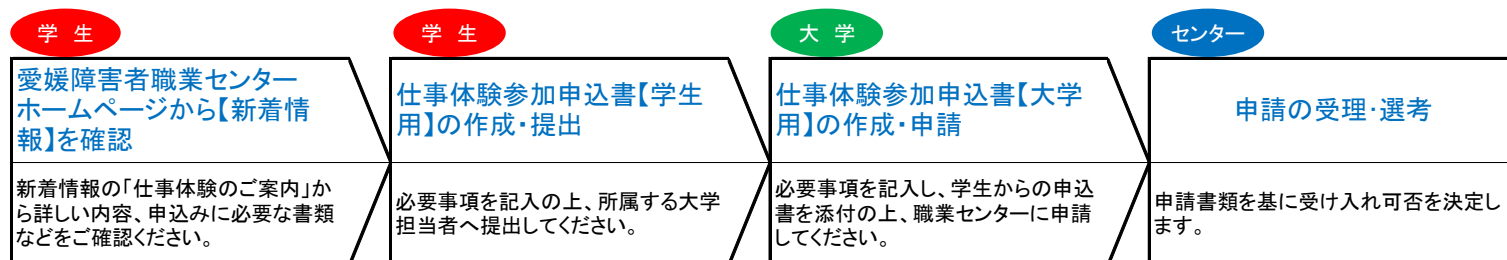 学 生
愛媛障害者職業センター
ホームページから【新着情
報】を確認
新着情報の「仕事体験のご案内」か
ら詳しい内容、申込みに必要な書類
などをご確認ください。
学 生
仕事体験参加申込書【学生
用】の作成・提出
必要事項を記入の上、所属する大学
担当者へ提出してください。
大 学
仕事体験参加申込書【大学
用】の作成・申請
必要事項を記入し、学生からの申込
書を添付の上、職業センターに申請
してください。
センター
申請の受理・選考
申請書類を基に受け入れ可否を決定し
ます。